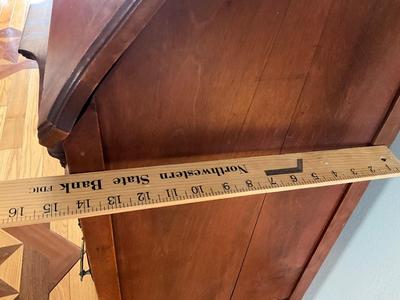 Northwestern
State Bank FDIC
1 2 3 4 5 6 7 8 9 10 11 12 13 14 15 16